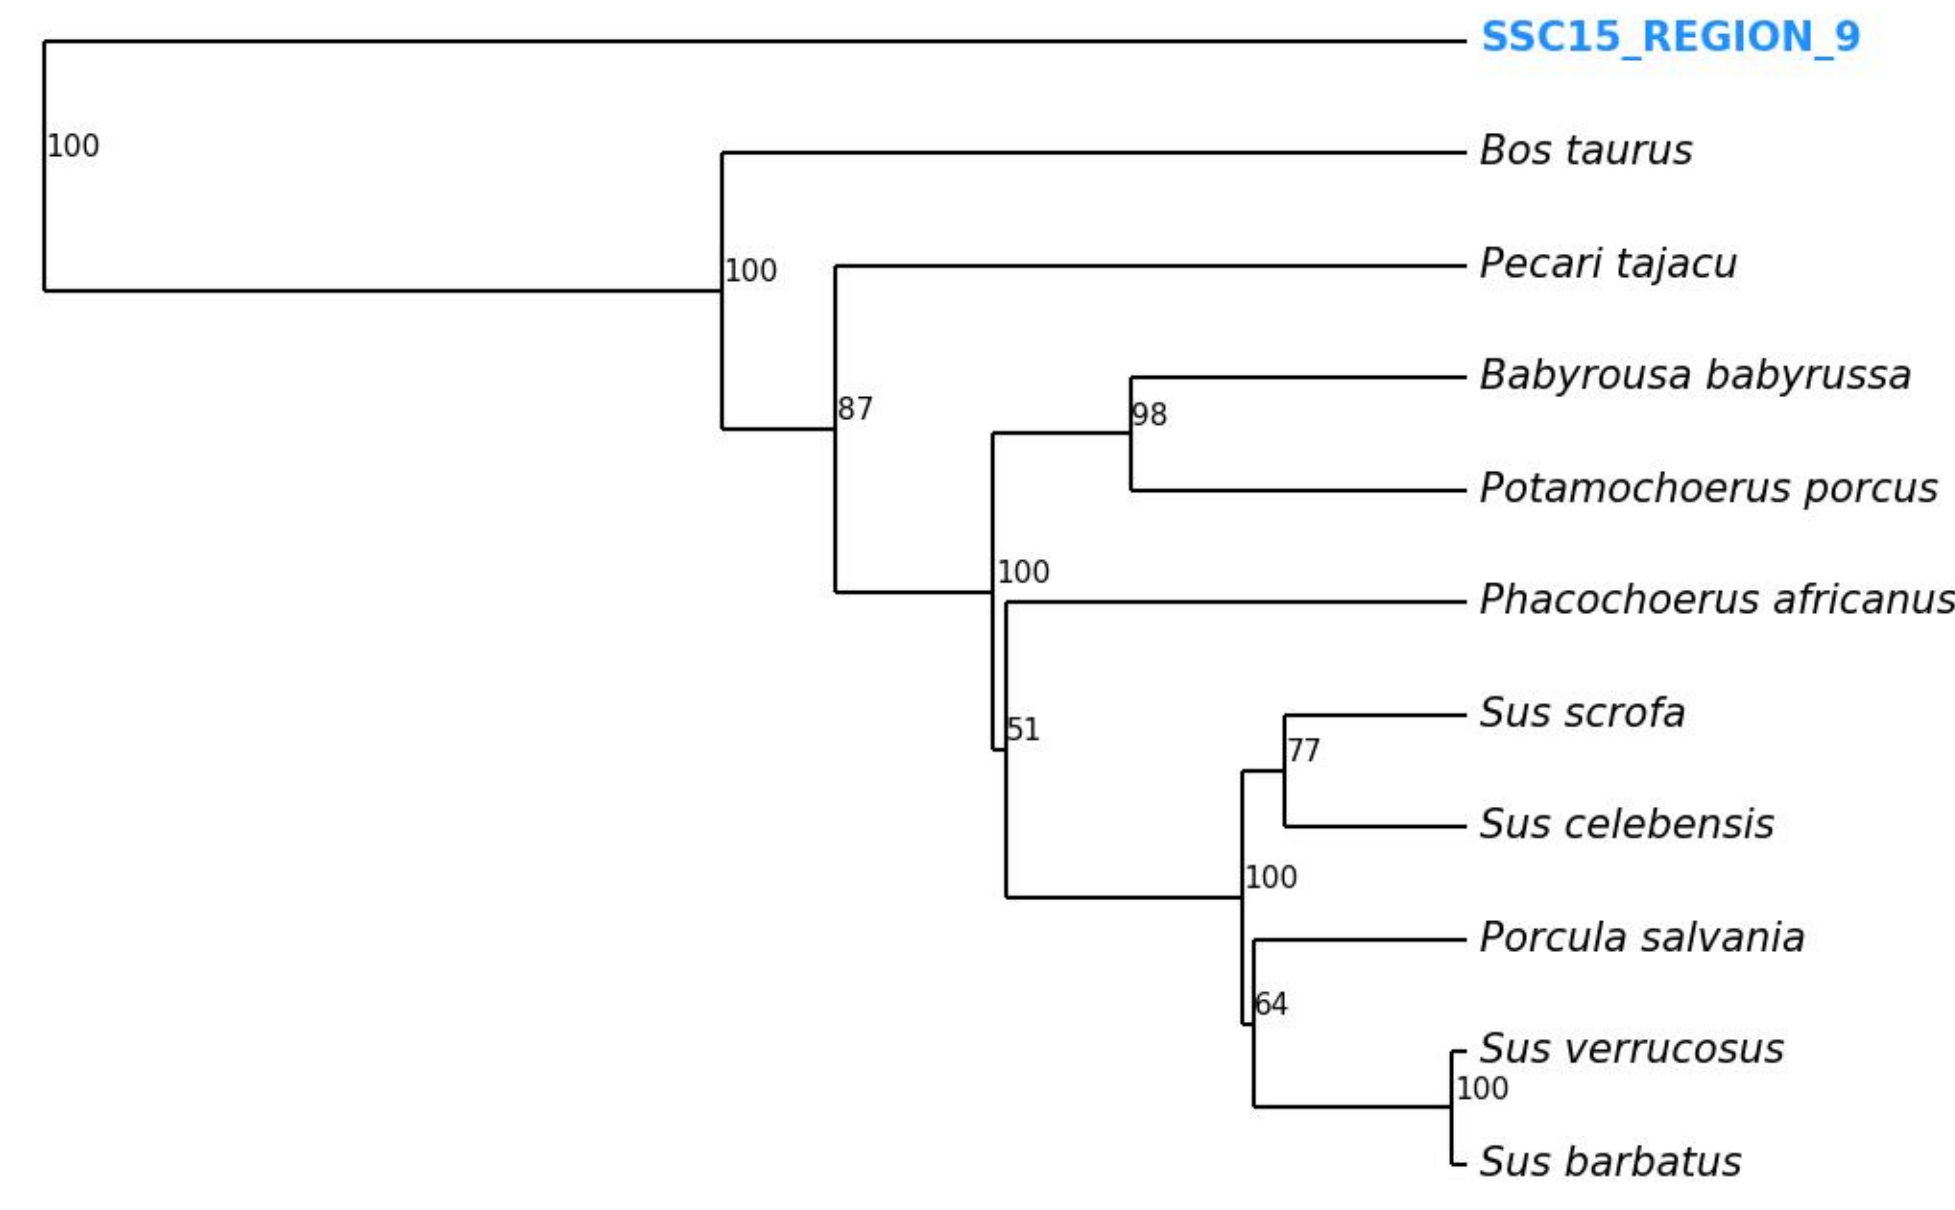 SSC15_REGION_9
100
Bos taurus
100
Pecari tajacu
Babyrousa babyrussa
87
98
Potamochoerus porcus
100
Phacochoerus africanus
Sus scrofa
51
77
Sus celebensis
100
Porcula salvania
64
Sus verrucosus
100
Sus barbatus